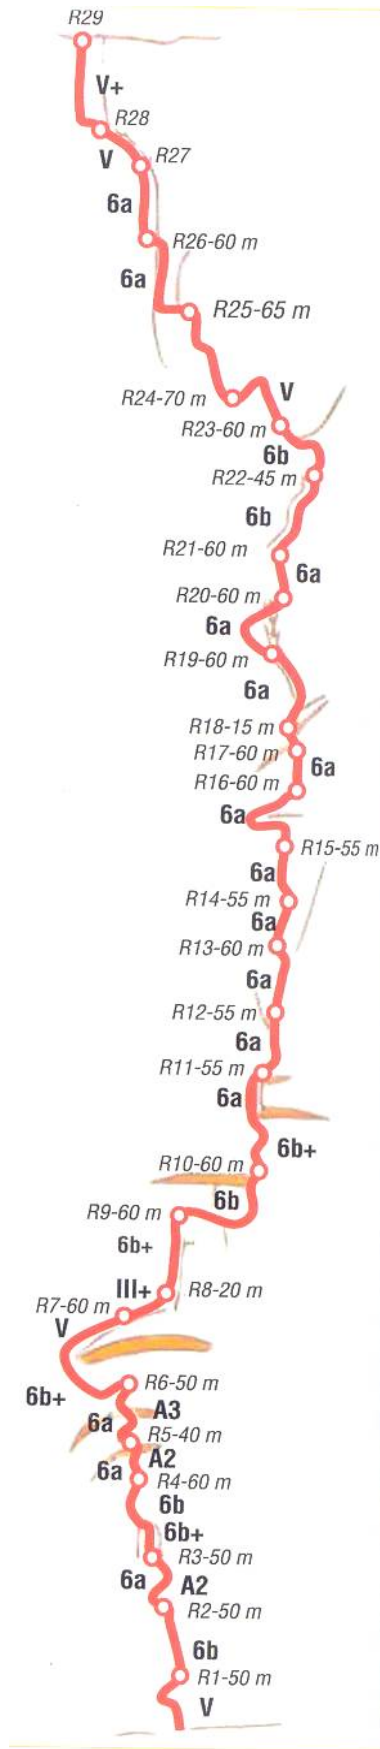 R29
V+
R28
V
R27
6a
R26-60 m
6a
R25-65 m
R24-70 m
V
R23-60 m
6b
R22-45 m
6b
R21-60 m
6a
R20-60 m
6a
R19-60 m
6a
R18-15 m
R17-60 m
6a
R16-60 m
6a
R15-55 m
6a
R14-55 m
6a
R13-60 m
6a
R12-55 m
6a
R11-55 m
6a
6b+
R10-60 m
6b
R9-60 m
6b+
III+
R8-20 m
R7-60 m
V
R6-50 m
6b+
A3
6a
R5-40 m
A2
6a
R4-60 m
6b
6b+
R3-50 m
6a
A2
R2-50 m
6b
R1-50 m
V